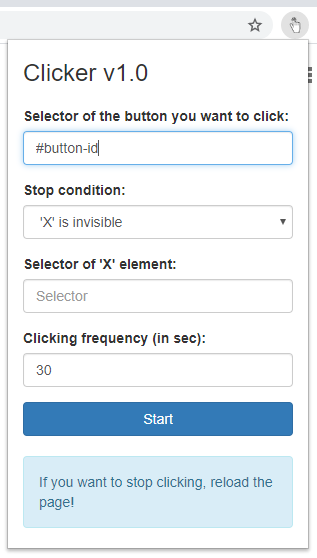 Clicker v1.0
Selector of the button you want to click:
#button-id
Stop condition:
'X' is invisible
Selector of 'X' element:
Selector
Clicking frequency (in sec):
30
Start
If you want to stop clicking, reload the
page!